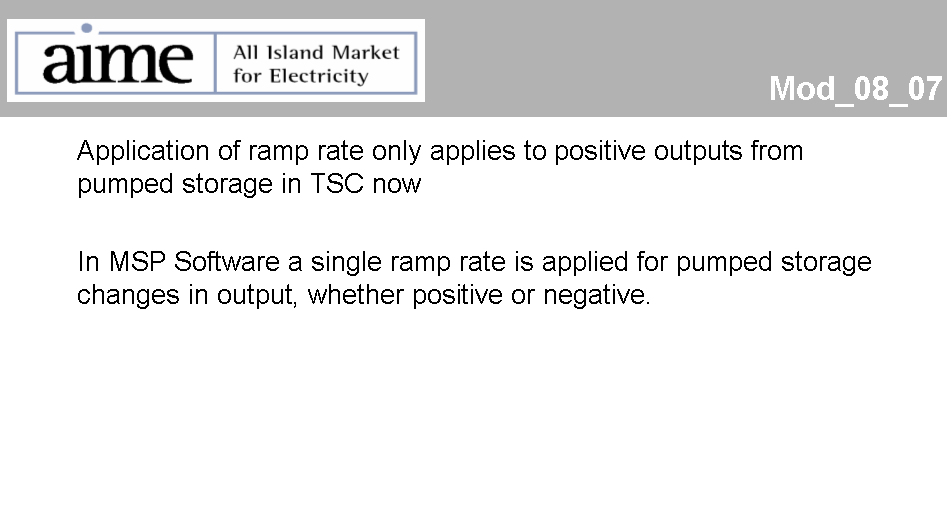 aime
All Island Market
for Electricity
Mod_08_07
Application of ramp rate only applies to positive outputs from
pumped storage in TSC now
In MSP Software a single ramp rate is applied for pumped storage
changes in output, whether positive or negative.